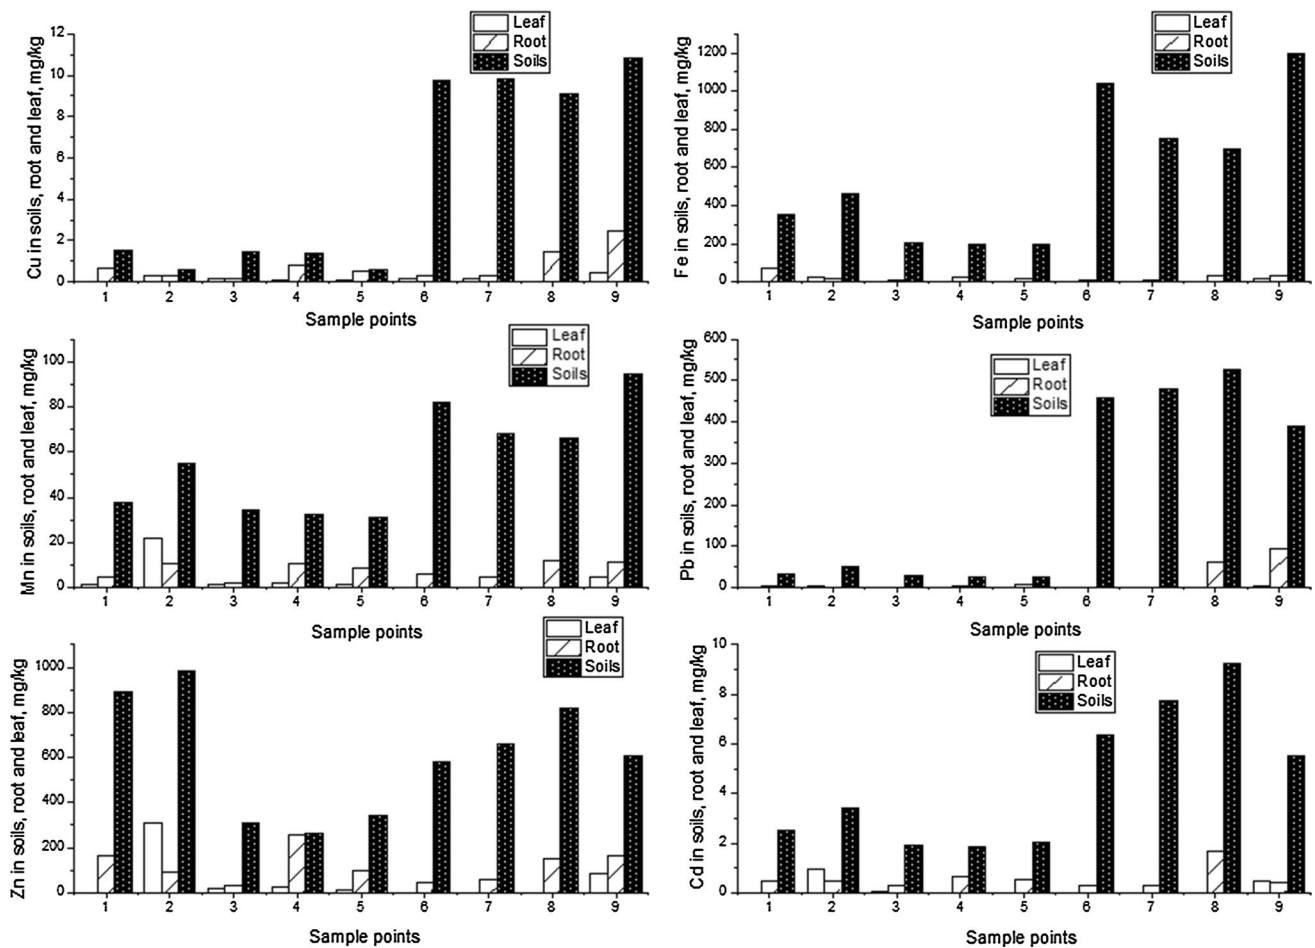 Cu in soils, root and leaf, mg/kg
12
10
8
6
4
2
0
Leaf
Root
Soils
1 2 3 4 5 6 7 8 9
Sample points
Fe in soils, root and leaf, mg/kg
1200
1000
800
600
400
200
0
Leaf
Root
Soils
1 2 3 4 5 6 7 8 9
Sample points
Mn in soils, root and leaf, mg/kg
100
80
60
40
20
0
Leaf
Root
Soils
1 2 3 4 5 6 7 8 9
Sample points
Pb in soils, root and leaf, mg/kg
600
500
400
300
200
100
0
Leaf
Root
Soils
1 2 3 4 5 6 7 8 9
Sample points
Zn in soils, root and leaf, mg/kg
1000
800
600
400
200
0
Leaf
Root
Soils
1 2 3 4 5 6 7 8 9
Sample points
Cd in soils, root and leaf, mg/kg
10
8
6
4
2
0
Leaf
Root
Soils
1 2 3 4 5 6 7 8 9
Sample points